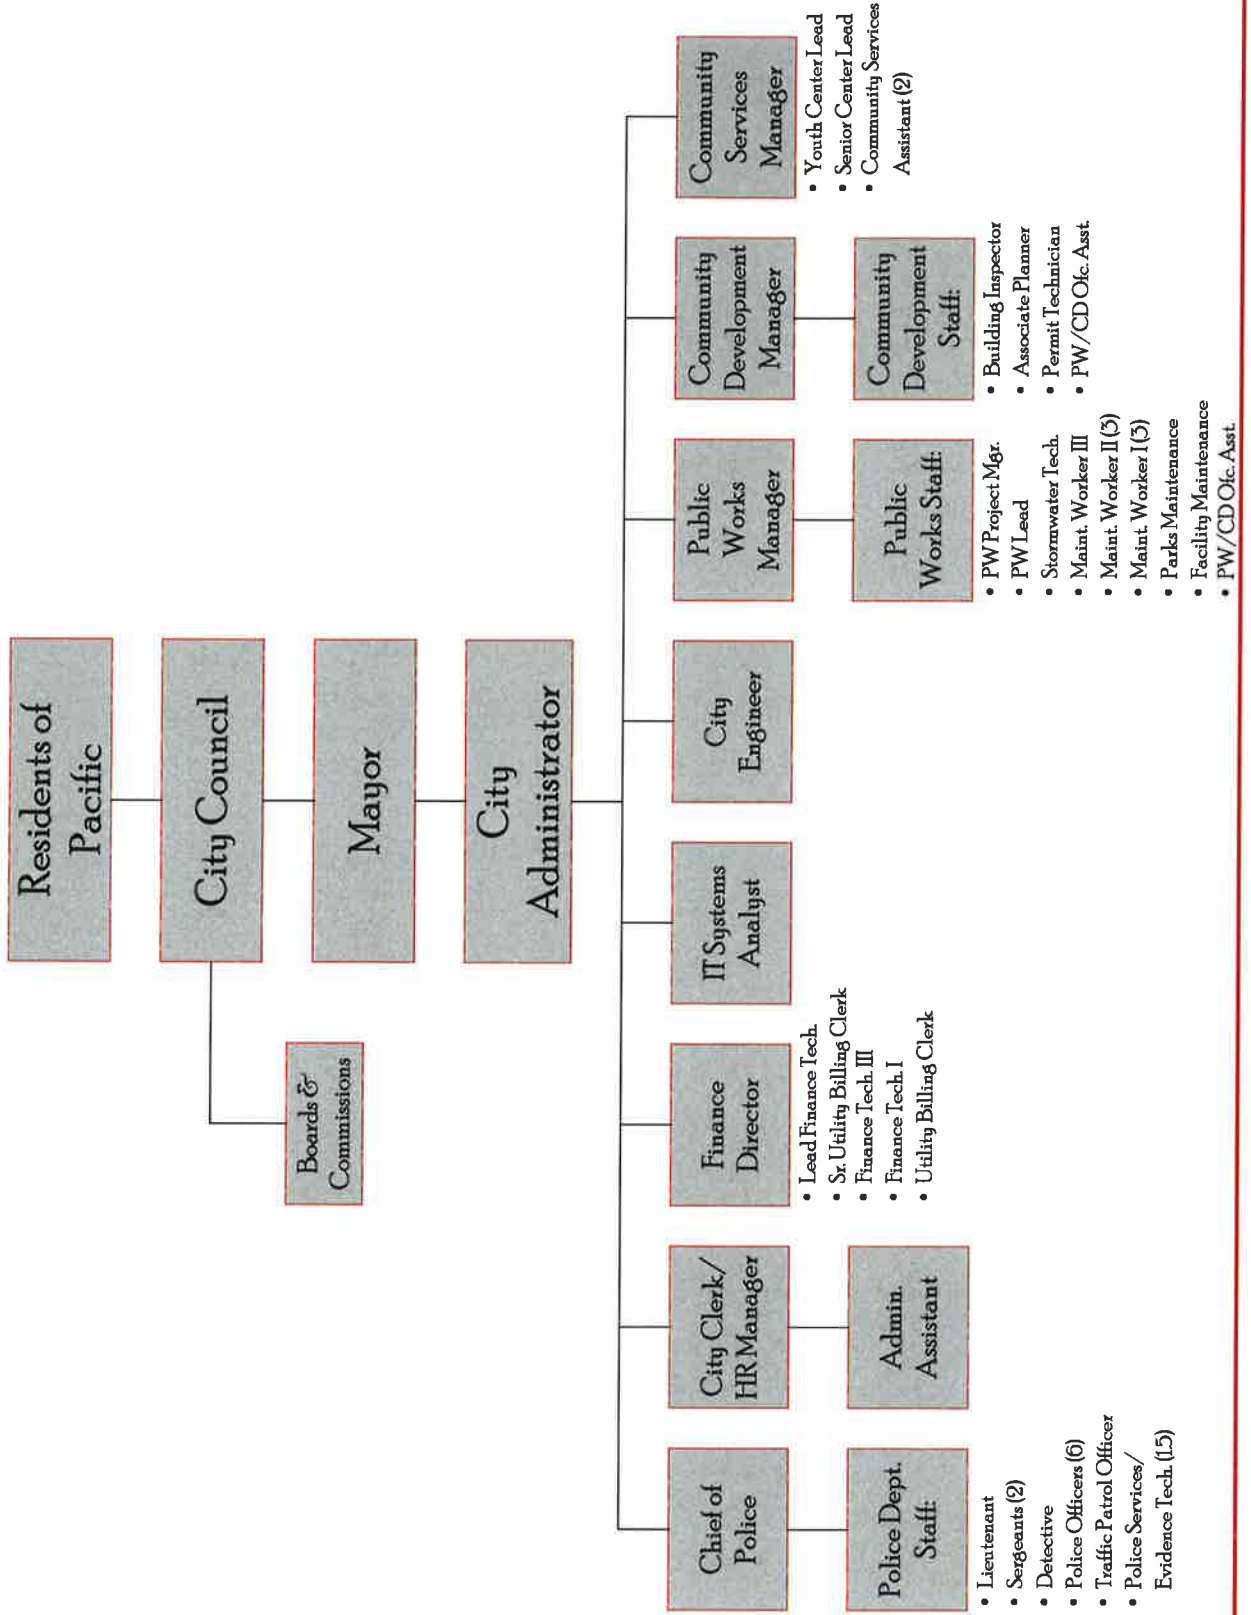 Residents of
Pacific
City Council
Boards &
Commissions
Mayor
City
Administrator
Chief of
Police
Police Dept.
Staff:
• Lieutenant
• Sergeants (2)
• Detective
• Police Officers (6)
• Traffic Patrol Officer
• Police Services/
Evidence Tech. (1.5)
City Clerk/
HR Manager
Admin.
Assistant
Finance
Director
• Lead Finance Tech.
• Sr. Utility Billing Clerk
• Finance Tech. III
• Finance Tech. I
• Utility Billing Clerk
IT Systems
Analyst
City
Engineer
Public
Works
Manager
Public
Works Staff:
• PW Project Mgr.
• PW Lead
• Stormwater Tech.
• Maint. Worker III
• Maint. Worker II (3)
• Maint. Worker I (3)
• Parks Maintenance
• Facility Maintenance
• PW/CD Ofc. Asst.
Community
Development
Manager
Community
Development
Staff:
• Building Inspector
• Associate Planner
• Permit Technician
• PW/CD Ofc. Asst.
Community
Services
Manager
• Youth Center Lead
• Senior Center Lead
• Community Services
Assistant (2)